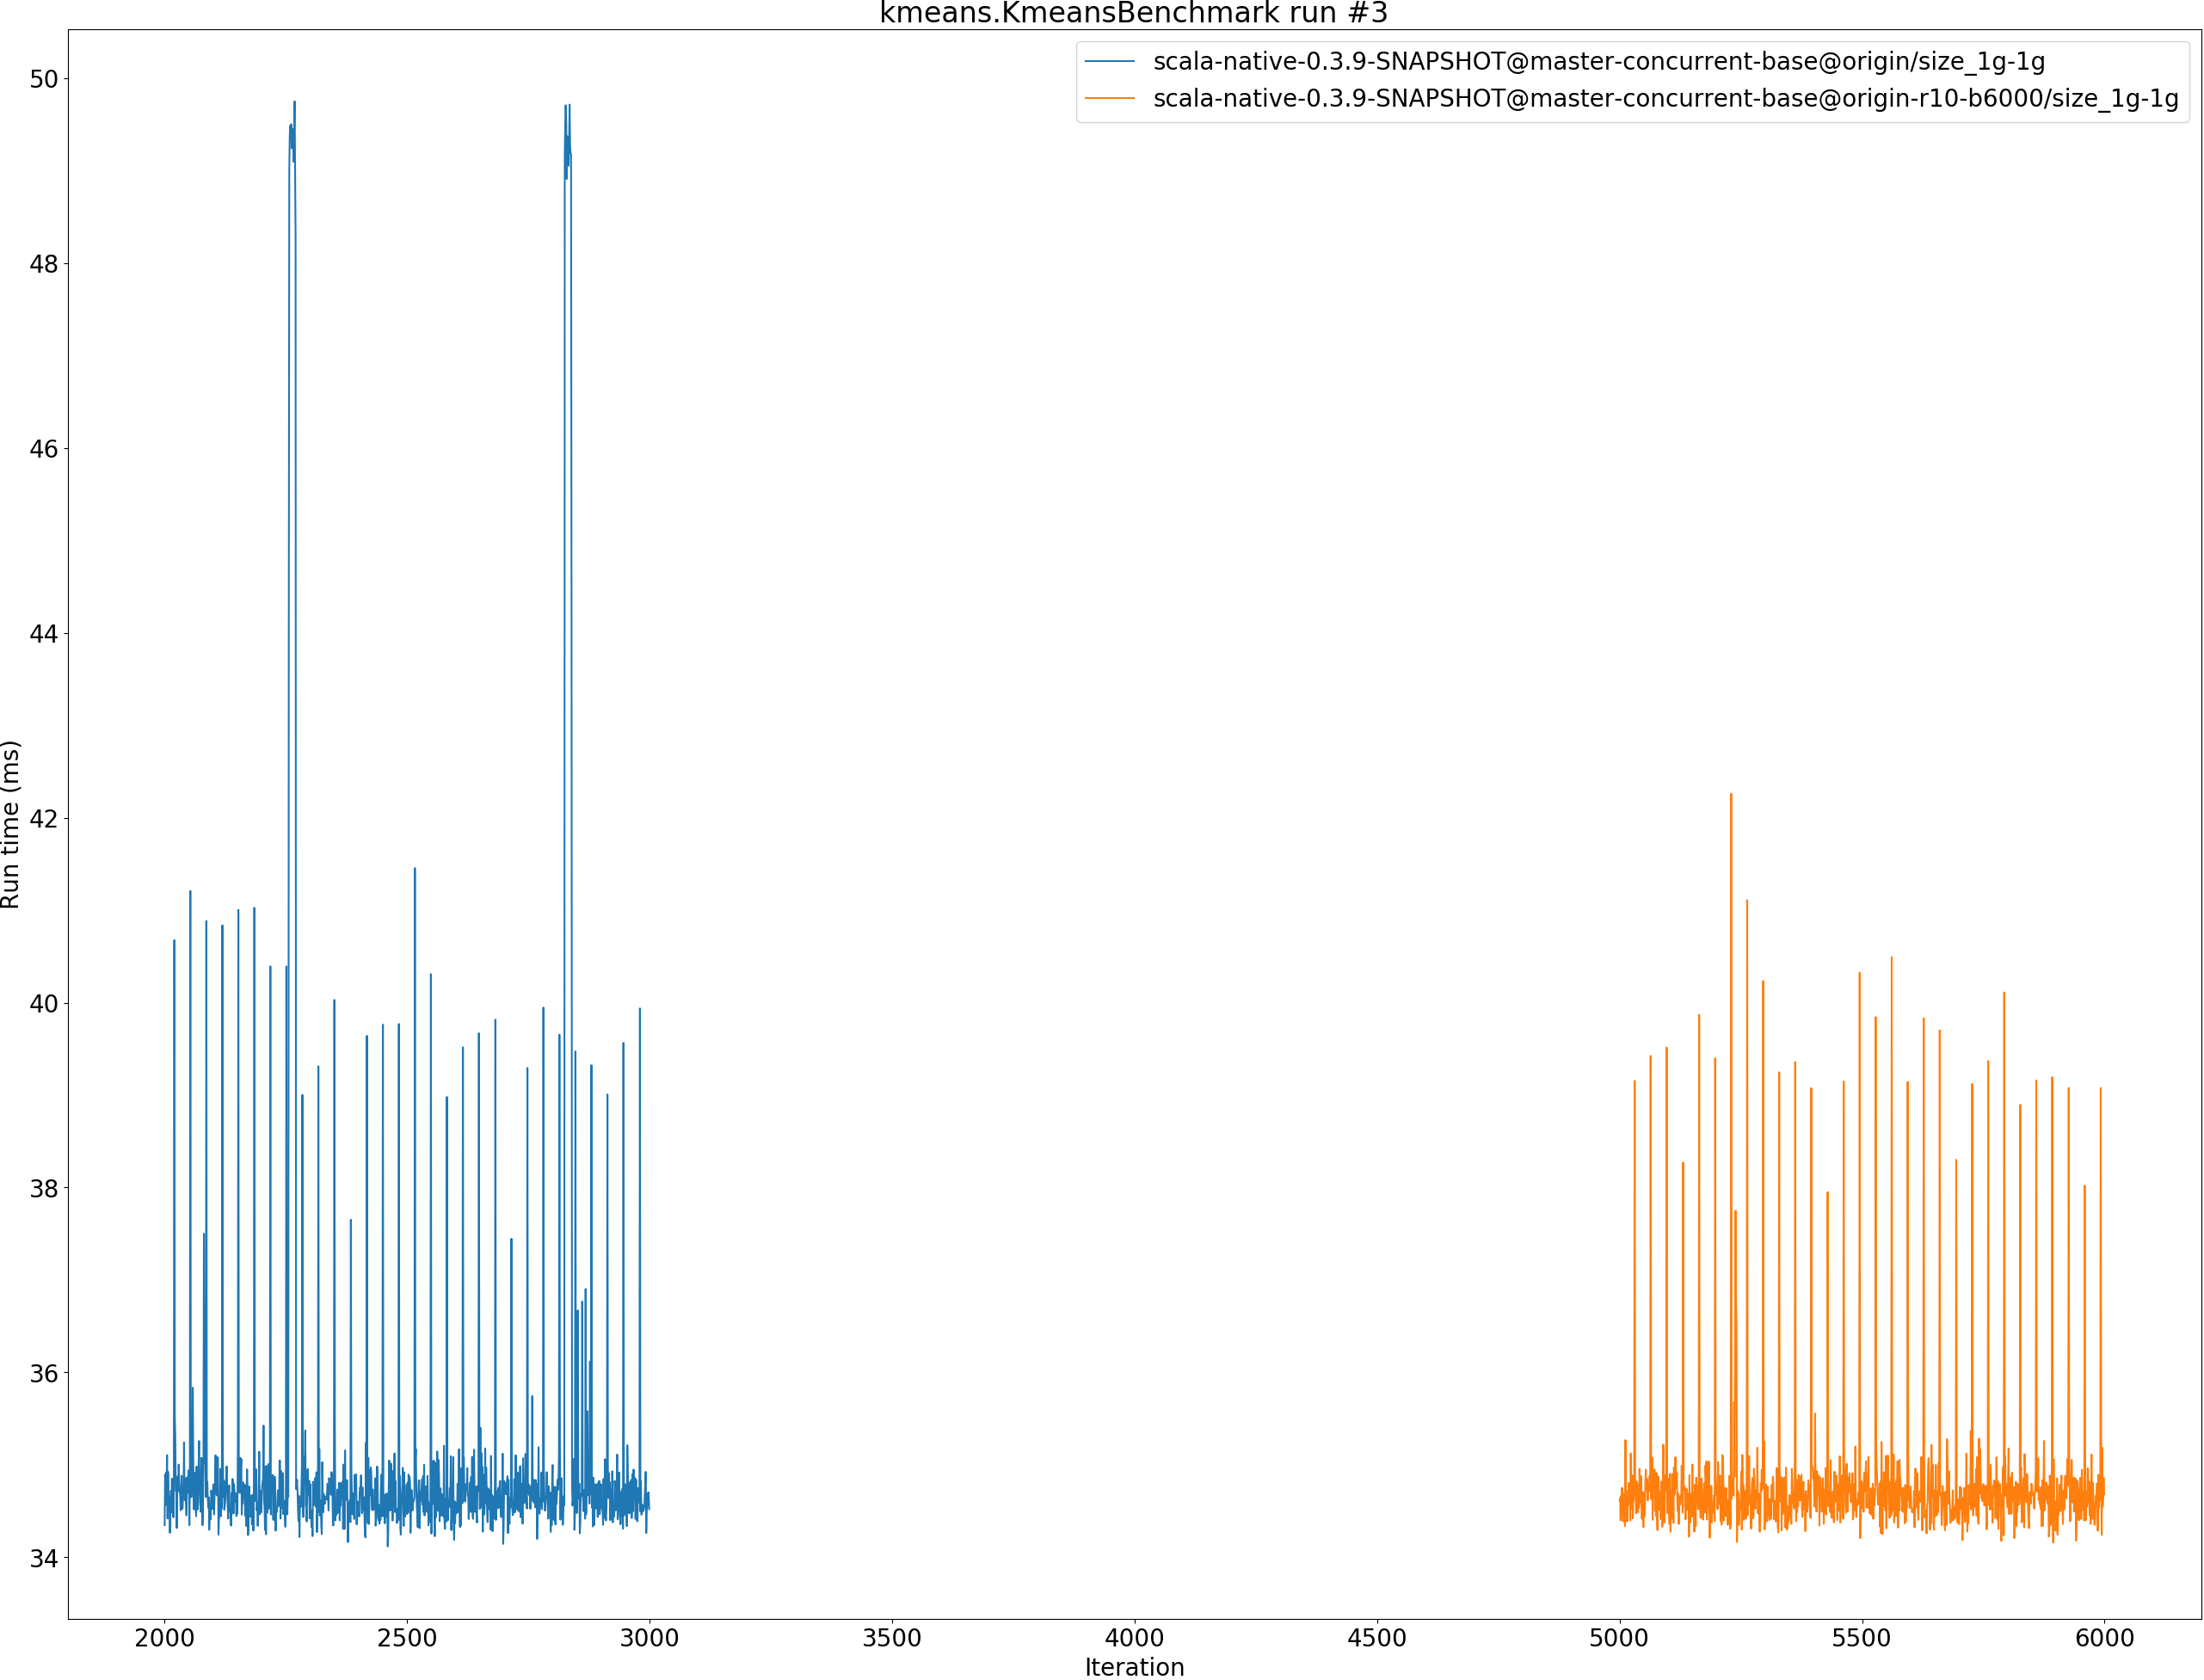 kmeans.KmeansBenchmark run #3
scala-native-0.3.9-SNAPSHOT@master-concurrent-base@origin/size_1g-1g
scala-native-0.3.9-SNAPSHOT@master-concurrent-base@origin-r10-b6000/size_1g-1g
Run time (ms)
50
48
46
44
42
40
38
36
34
2000 2500 3000 3500 4000 4500 5000 5500 6000
Iteration